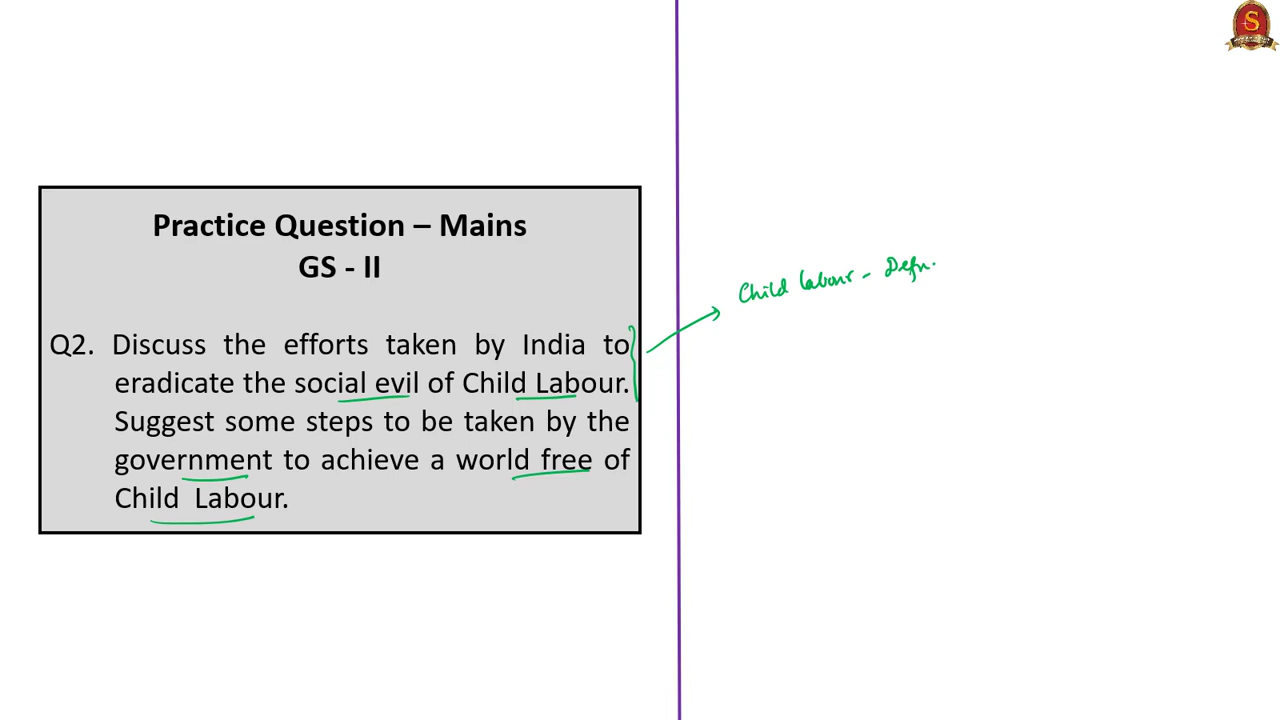 Practice Question – Mains
GS - II
Q2. Discuss the efforts taken by India to
eradicate the social evil of Child Labour.
Suggest some steps to be taken by the
government to achieve a world free of
Child Labour.
Child labour - Defn.
S